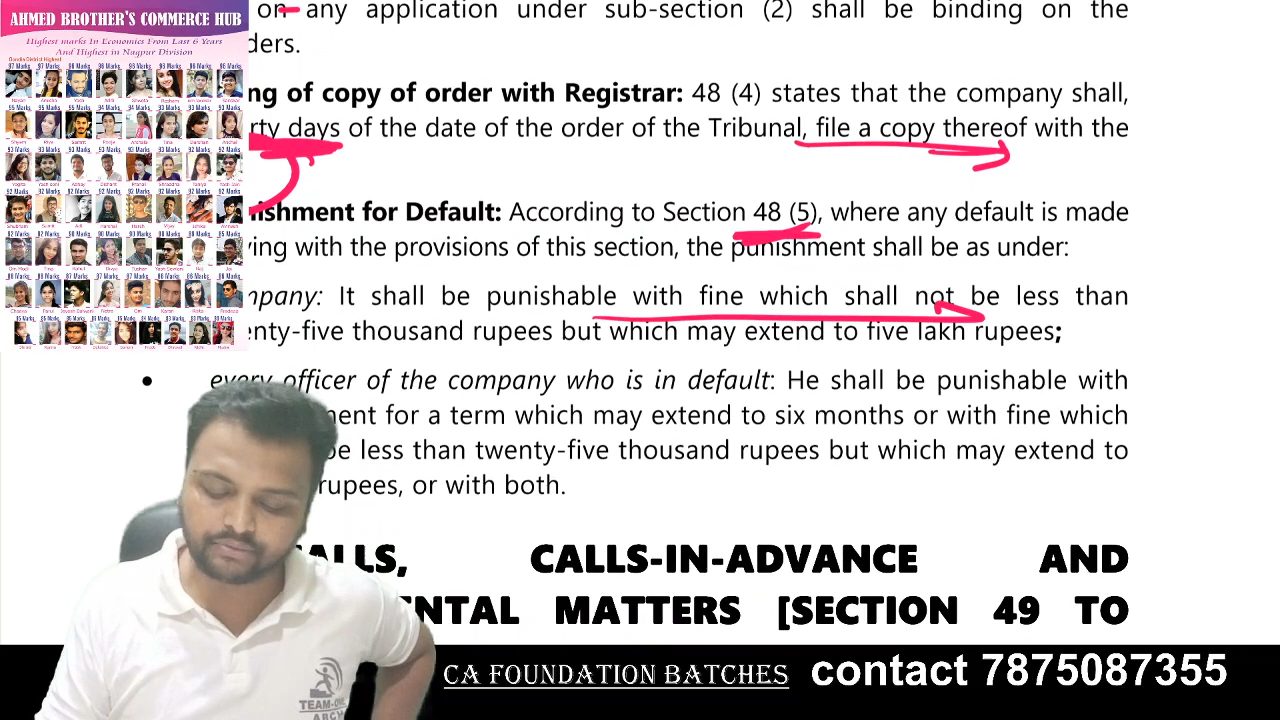 AHMED BROTHER'S COMMERCE HUB
Highest marks In Economics From Last 6 Years
And Highest in Nagpur Division
Gondia District Highest
on any application under sub-section (2) shall be binding on the
ders.
ng of copy of order with Registrar: 48 (4) states that the company shall,
rty days of the date of the order of the Tribunal, file a copy thereof with the
nishment for Default: According to Section 48 (5), where any default is made
ying with the provisions of this section, the punishment shall be as under:
mpany: It shall be punishable with fine which shall not be less than
enty-five thousand rupees but which may extend to five lakh rupees;
• every officer of the company who is in default: He shall be punishable with
ment for a term which may extend to six months or with fine which
be less than twenty-five thousand rupees but which may extend to
rupees, or with both.
ALLS, CALLS-IN-ADVANCE AND
ENTAL MATTERS [SECTION 49 TO
TEAM-ONE
CA FOUNDATION BATCHES contact 7875087355